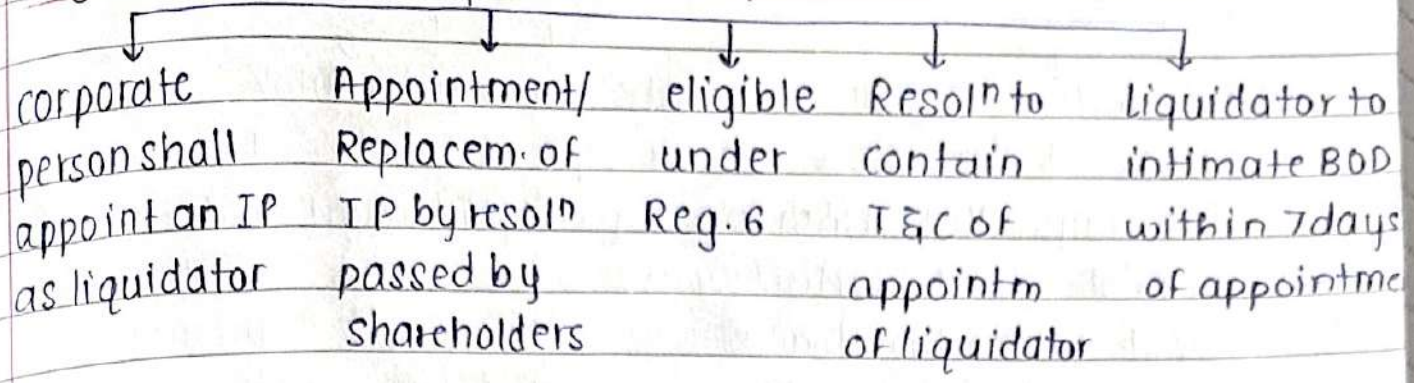 corporate
person shall
appoint an IP
as liquidator
Appointment/
Replacem. of
IP by resolⁿ
passed by
shareholders
eligible
under
Reg. 6
Resolⁿ to
contain
T & C of
appointm
of liquidator
Liquidator to
intimate BOD
within 7days
of appointme